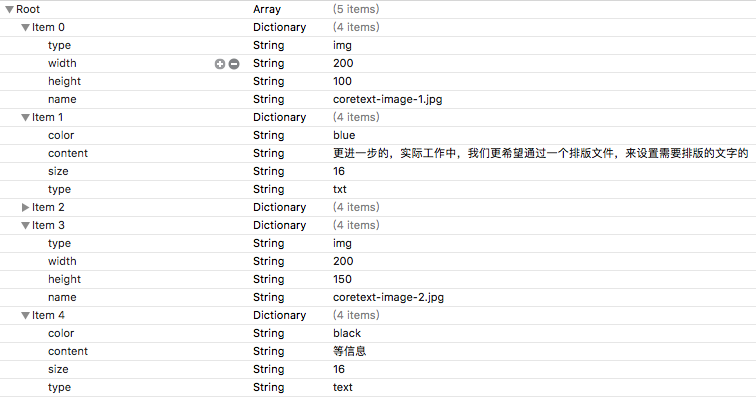 Root Array (5 items)
Item 0 Dictionary (4 items)
type String img
width String 200
height String 100
name String coretext-image-1.jpg
Item 1 Dictionary (4 items)
color String blue
content String 更进一步的，实际工作中，我们更希望通过一个排版文件，来设置需要排版的文字的
size String 16
type String txt
Item 2 Dictionary (4 items)
Item 3 Dictionary (4 items)
type String img
width String 200
height String 150
name String coretext-image-2.jpg
Item 4 Dictionary (4 items)
color String black
content String 等信息
size String 16
type String text